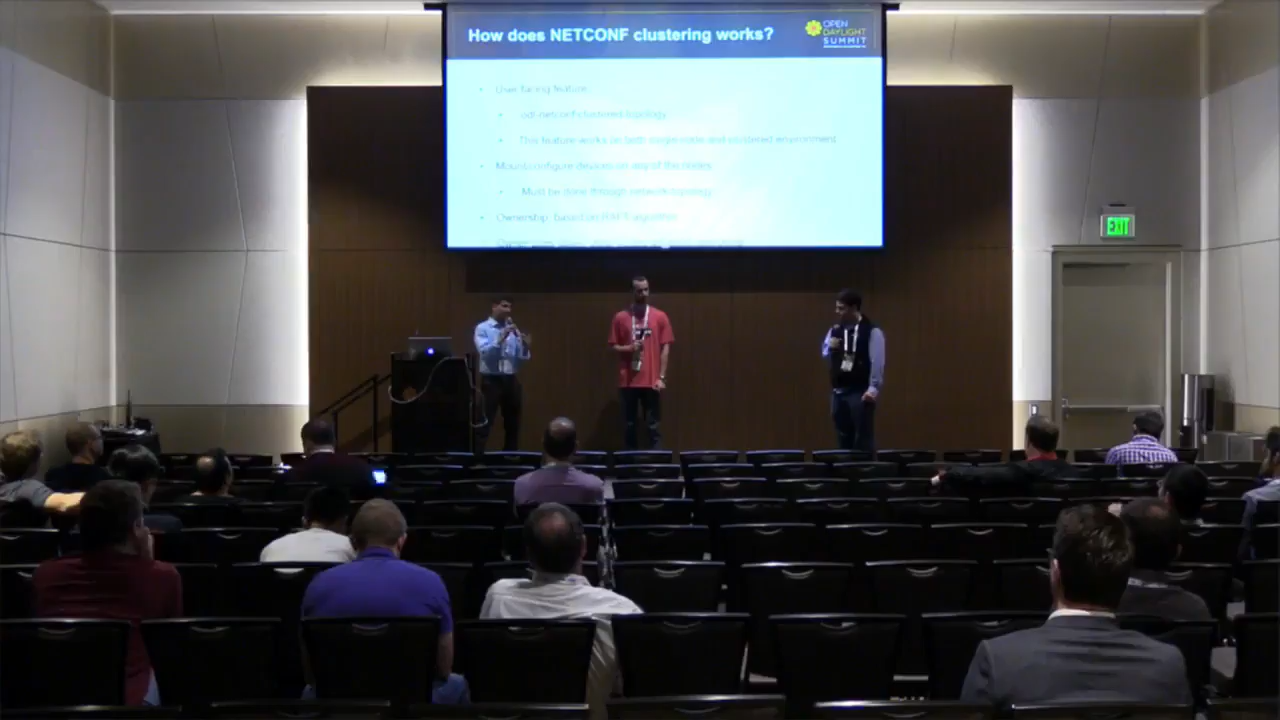 How does NETCONF clustering works?
OPEN
DAYLIGHT
SUMMIT
User facing feature
odl-netconf-clustered-topology
This feature works on both single node and clustered environment
Mount/configure devices on any of the nodes
Must be done through network-topology
Ownership, based on RAFT algorithm
EXIT